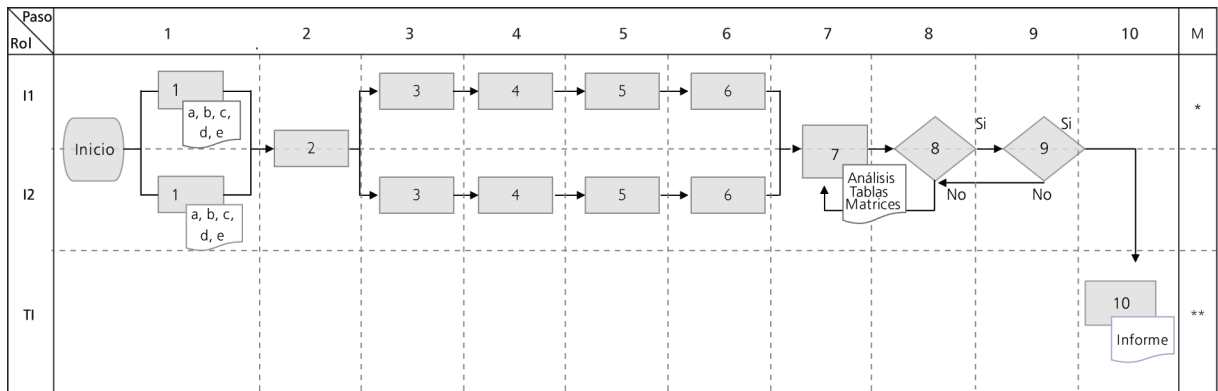 Paso
Rol
1 2 3 4 5 6 7 8 9 10 M
I1
1
a, b, c,
d, e
3 4 5 6
Si Si
*
Inicio
2
7
8
9
Análisis
Tablas
Matrices
No No
I2
1
a, b, c,
d, e
3 4 5 6
TI
10
Informe
**